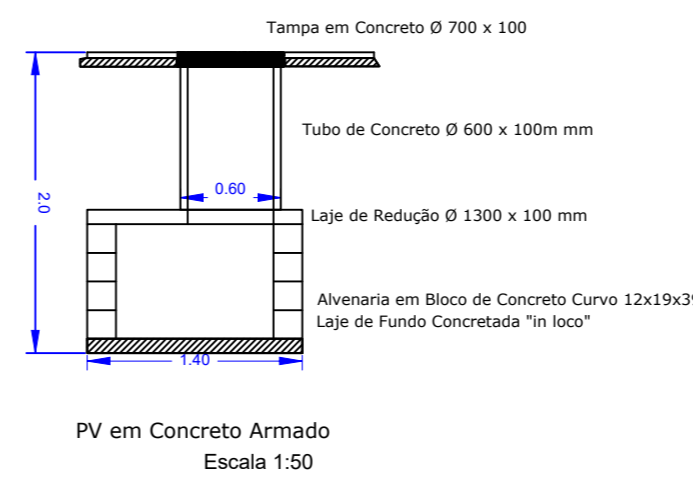 Tampa em Concreto Ø 700 x 100
Tubo de Concreto Ø 600 x 100m mm
0.60
2.0
Laje de Redução Ø 1300 x 100 mm
Alvenaria em Bloco de Concreto Curvo
Laje de Fundo Concretada "in loco"
1.40
PV em Concreto Armado
Escala 1:50